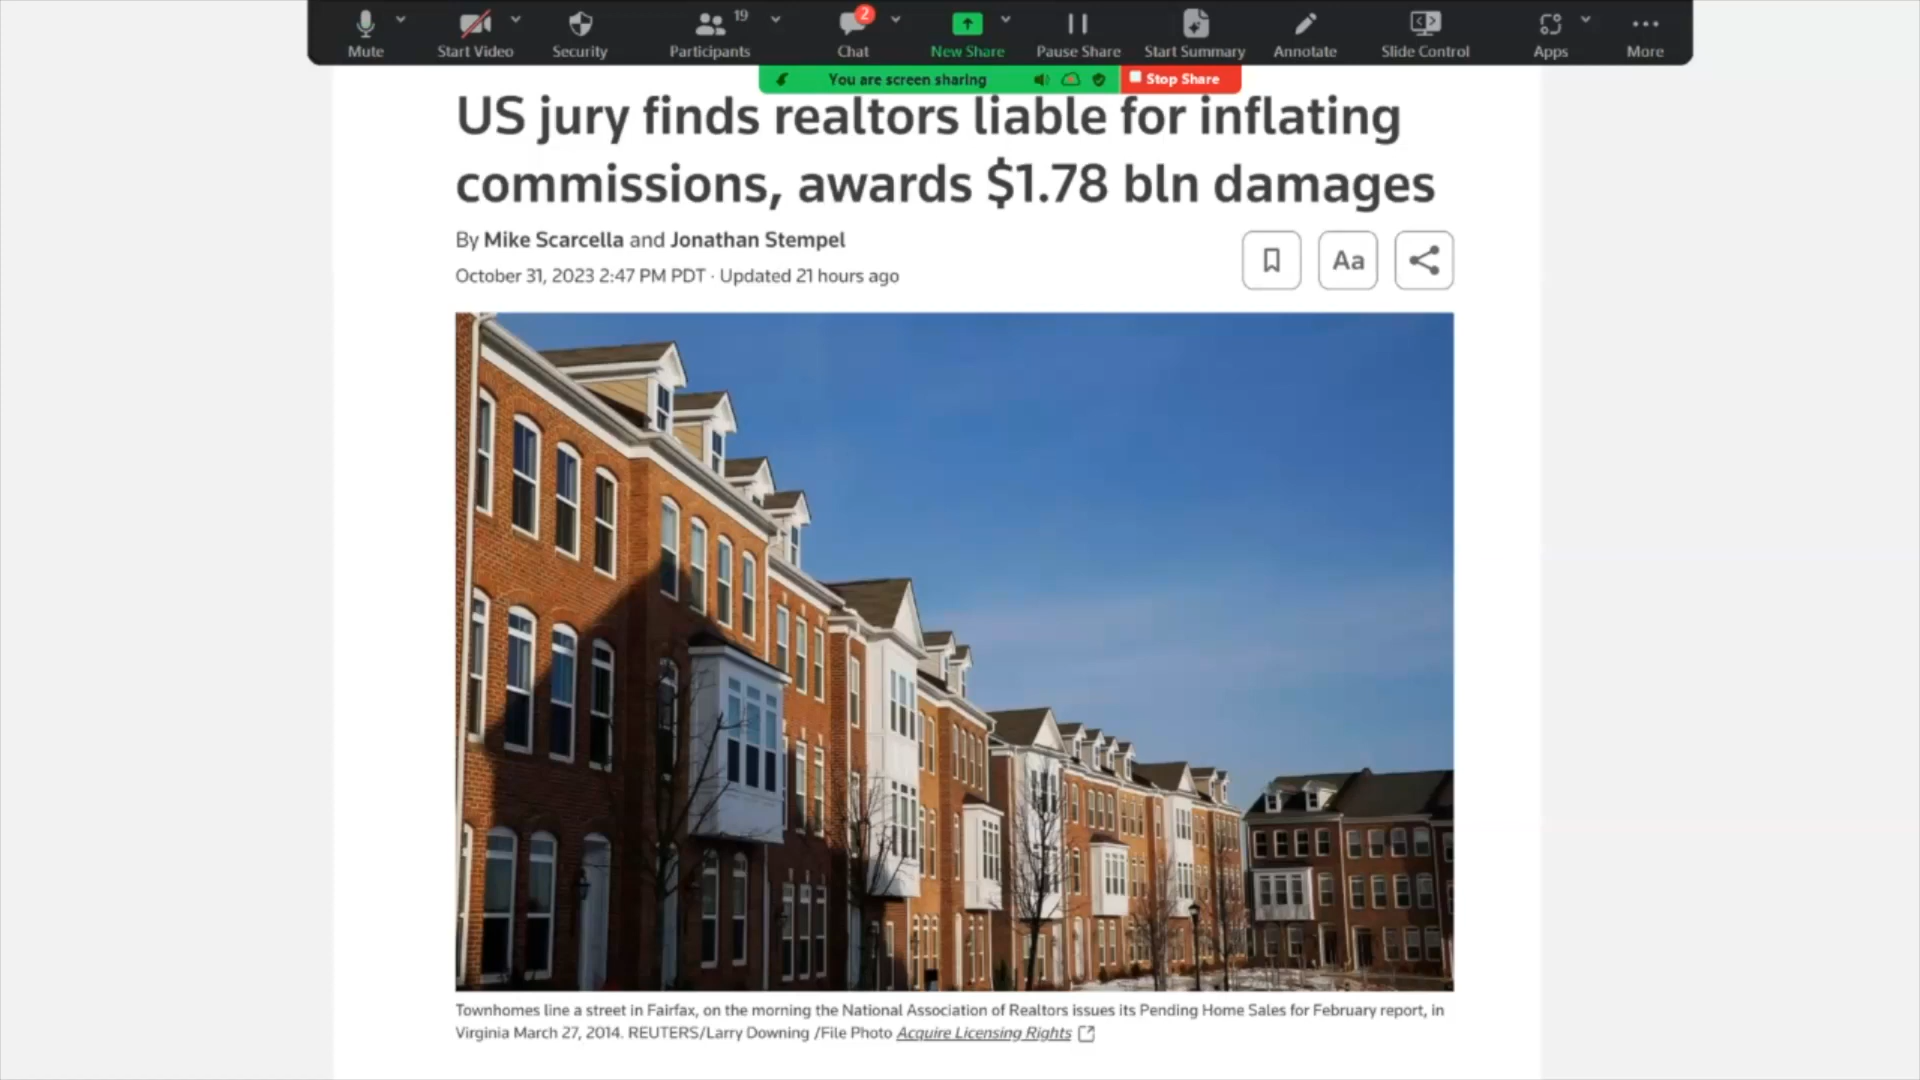 19
2
Mute
Start Video
Security
Participants
Chat
New Share
Pause Share
Start Summary
Annotate
Slide Control
Apps
More
You are screen sharing
Stop Share
US jury finds realtors liable for inflating
commissions, awards $1.78 bln damages
By Mike Scarcella and Jonathan Stempel
October 31, 2023 2:47 PM PDT · Updated 21 hours ago
Aa
Townhomes line a street in Fairfax, on the morning the National Association of Realtors issues its Pending Home Sales for February report, in
Virginia March 27, 2014. REUTERS/Larry Downing /File Photo Acquire Licensing Rights